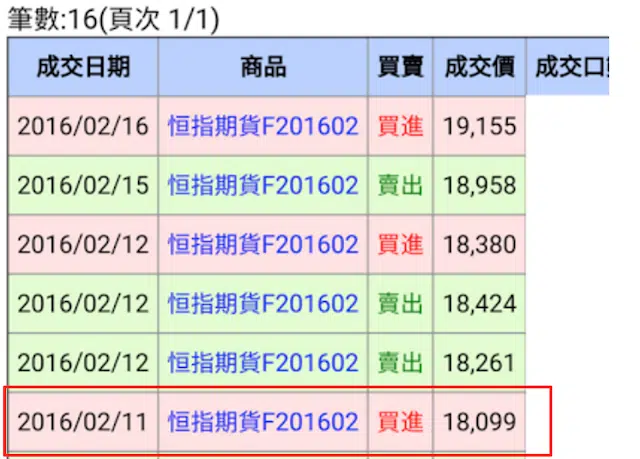 筆數:16(頁次 1/1)
成交日期 商品 買賣 成交價 成交口
2016/02/16 恒指期貨F201602 買進 19,155
2016/02/15 恒指期貨F201602 賣出 18,958
2016/02/12 恒指期貨F201602 買進 18,380
2016/02/12 恒指期貨F201602 賣出 18,424
2016/02/12 恒指期貨F201602 賣出 18,261
2016/02/11 恒指期貨F201602 買進 18,099